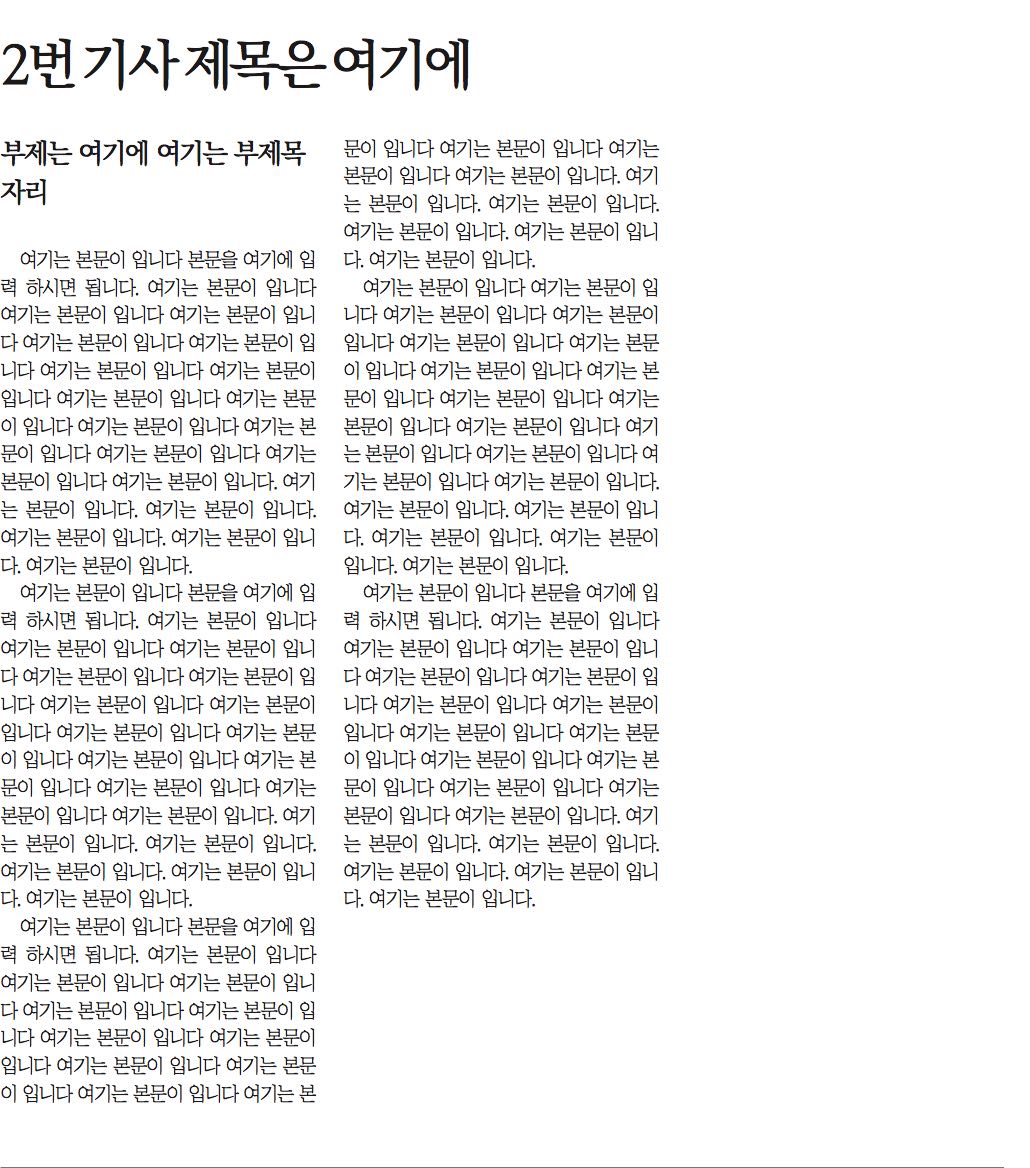 2번 기사 제목은 여기에
부제는 여기에 여기는 부제목
자리
여기는 본문이 입니다 본문을 여기에 입
력 하시면 됩니다. 여기는 본문이 입니다
여기는 본문이 입니다 여기는 본문이 입니
다 여기는 본문이 입니다 여기는 본문이 입
니다 여기는 본문이 입니다 여기는 본문이
입니다 여기는 본문이 입니다 여기는 본문
이 입니다 여기는 본문이 입니다 여기는 본
문이 입니다 여기는 본문이 입니다 여기는
본문이 입니다 여기는 본문이 입니다. 여기
는 본문이 입니다. 여기는 본문이 입니다.
여기는 본문이 입니다. 여기는 본문이 입니
다. 여기는 본문이 입니다.
여기는 본문이 입니다 본문을 여기에 입
력 하시면 됩니다. 여기는 본문이 입니다
여기는 본문이 입니다 여기는 본문이 입니
다 여기는 본문이 입니다 여기는 본문이 입
니다 여기는 본문이 입니다 여기는 본문이
입니다 여기는 본문이 입니다 여기는 본문
이 입니다 여기는 본문이 입니다 여기는 본
문이 입니다 여기는 본문이 입니다 여기는
본문이 입니다 여기는 본문이 입니다. 여기
는 본문이 입니다. 여기는 본문이 입니다.
여기는 본문이 입니다. 여기는 본문이 입니
다. 여기는 본문이 입니다.
여기는 본문이 입니다 본문을 여기에 입
력 하시면 됩니다. 여기는 본문이 입니다
여기는 본문이 입니다 여기는 본문이 입니
다 여기는 본문이 입니다 여기는 본문이 입
니다 여기는 본문이 입니다 여기는 본문이
입니다 여기는 본문이 입니다 여기는 본문
이 입니다 여기는 본문이 입니다 여기는 본
문이 입니다 여기는 본문이 입니다 여기는
본문이 입니다 여기는 본문이 입니다. 여기
는 본문이 입니다. 여기는 본문이 입니다.
여기는 본문이 입니다. 여기는 본문이 입니
다. 여기는 본문이 입니다.
여기는 본문이 입니다 여기는 본문이 입
니다 여기는 본문이 입니다 여기는 본문이
입니다 여기는 본문이 입니다 여기는 본문
이 입니다 여기는 본문이 입니다 여기는 본
문이 입니다 여기는 본문이 입니다 여기는
본문이 입니다 여기는 본문이 입니다 여기
는 본문이 입니다 여기는 본문이 입니다 여
기는 본문이 입니다 여기는 본문이 입니다.
여기는 본문이 입니다. 여기는 본문이 입니
다. 여기는 본문이 입니다. 여기는 본문이
입니다. 여기는 본문이 입니다.
여기는 본문이 입니다 본문을 여기에 입
력 하시면 됩니다. 여기는 본문이 입니다
여기는 본문이 입니다 여기는 본문이 입니
다 여기는 본문이 입니다 여기는 본문이 입
니다 여기는 본문이 입니다 여기는 본문이
입니다 여기는 본문이 입니다 여기는 본문
이 입니다 여기는 본문이 입니다 여기는 본
문이 입니다 여기는 본문이 입니다 여기는
본문이 입니다 여기는 본문이 입니다. 여기
는 본문이 입니다. 여기는 본문이 입니다.
여기는 본문이 입니다. 여기는 본문이 입니
다. 여기는 본문이 입니다.